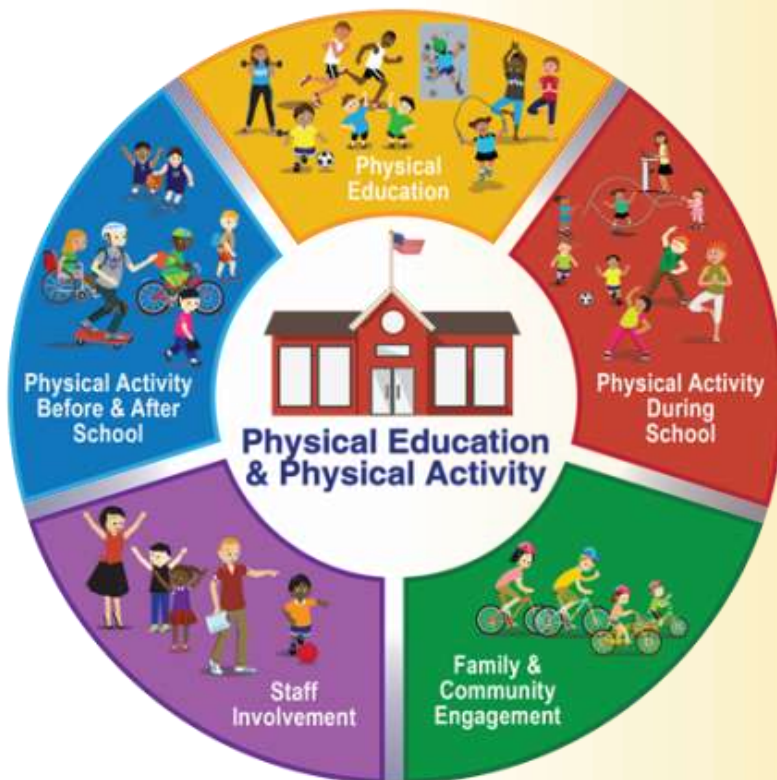 Physical
Education
Physical Activity
During
School
Family &
Community
Engagement
Staff
Involvement
Physical Activity
Before & After
School
Physical Education
& Physical Activity